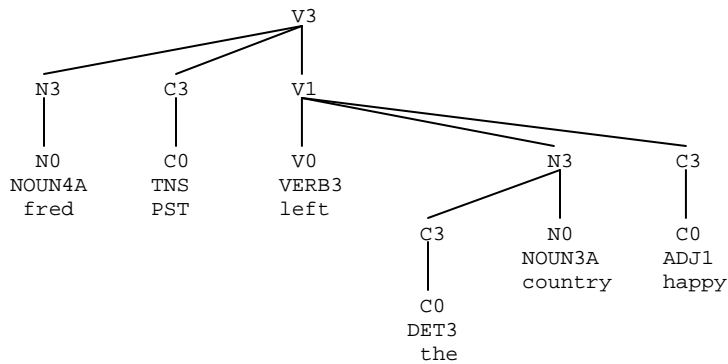 V3
N3 C3 V1
N0 C0 V0 N3 C3
NOUN4A TNS VERB3
fred PST left
C3 N0 C0
NOUN3A ADJ1
country happy
C0
DET3
the